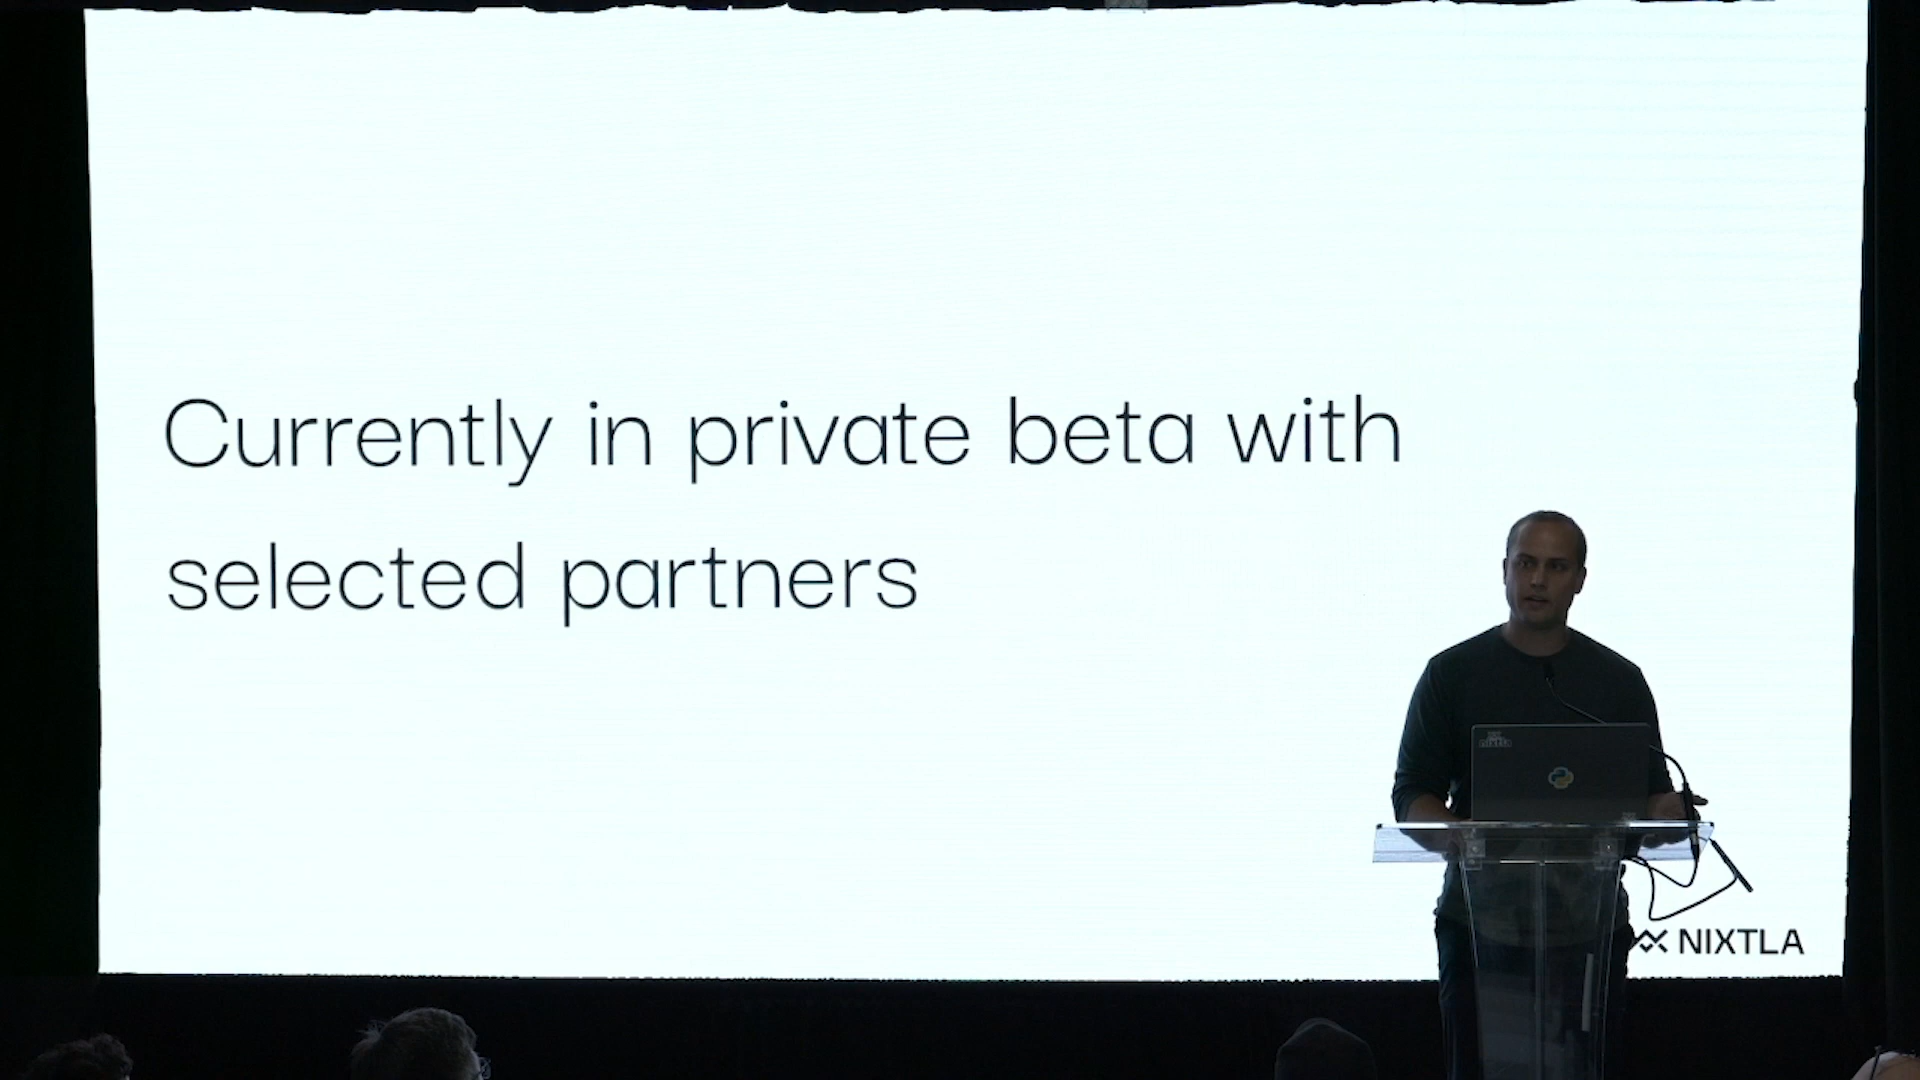 Currently in private beta with
selected partners
NIXTLA